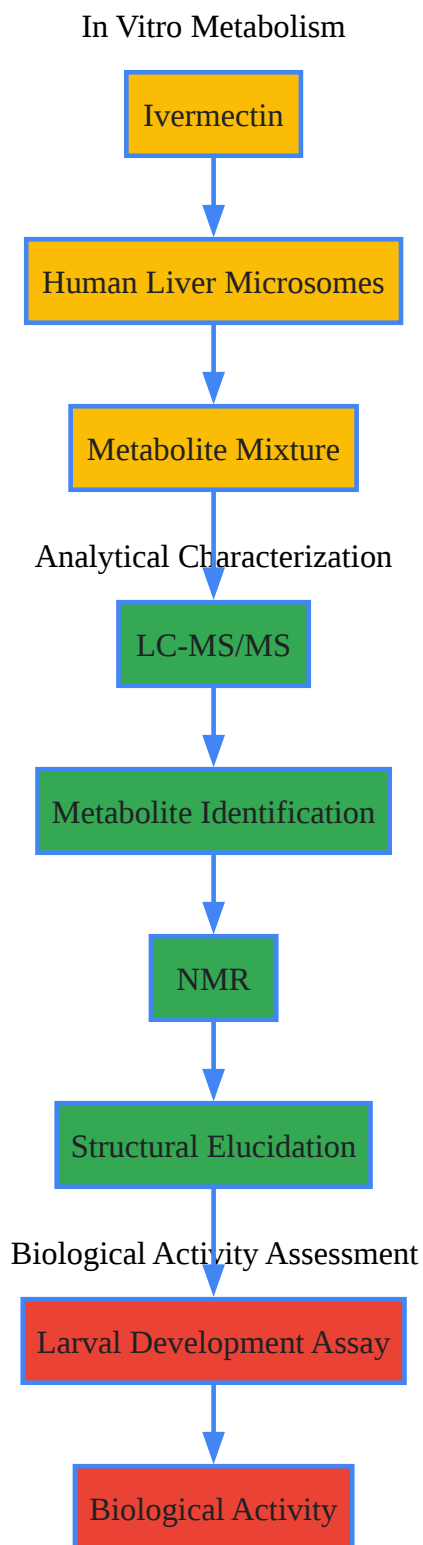 In Vitro Metabolism
Ivermectin
Human Liver Microsomes
Metabolite Mixture
Analytical Characterization
LC-MS/MS
Metabolite Identification
NMR
Structural Elucidation
Biological Activity Assessment
Larval Development Assay
Biological Activity